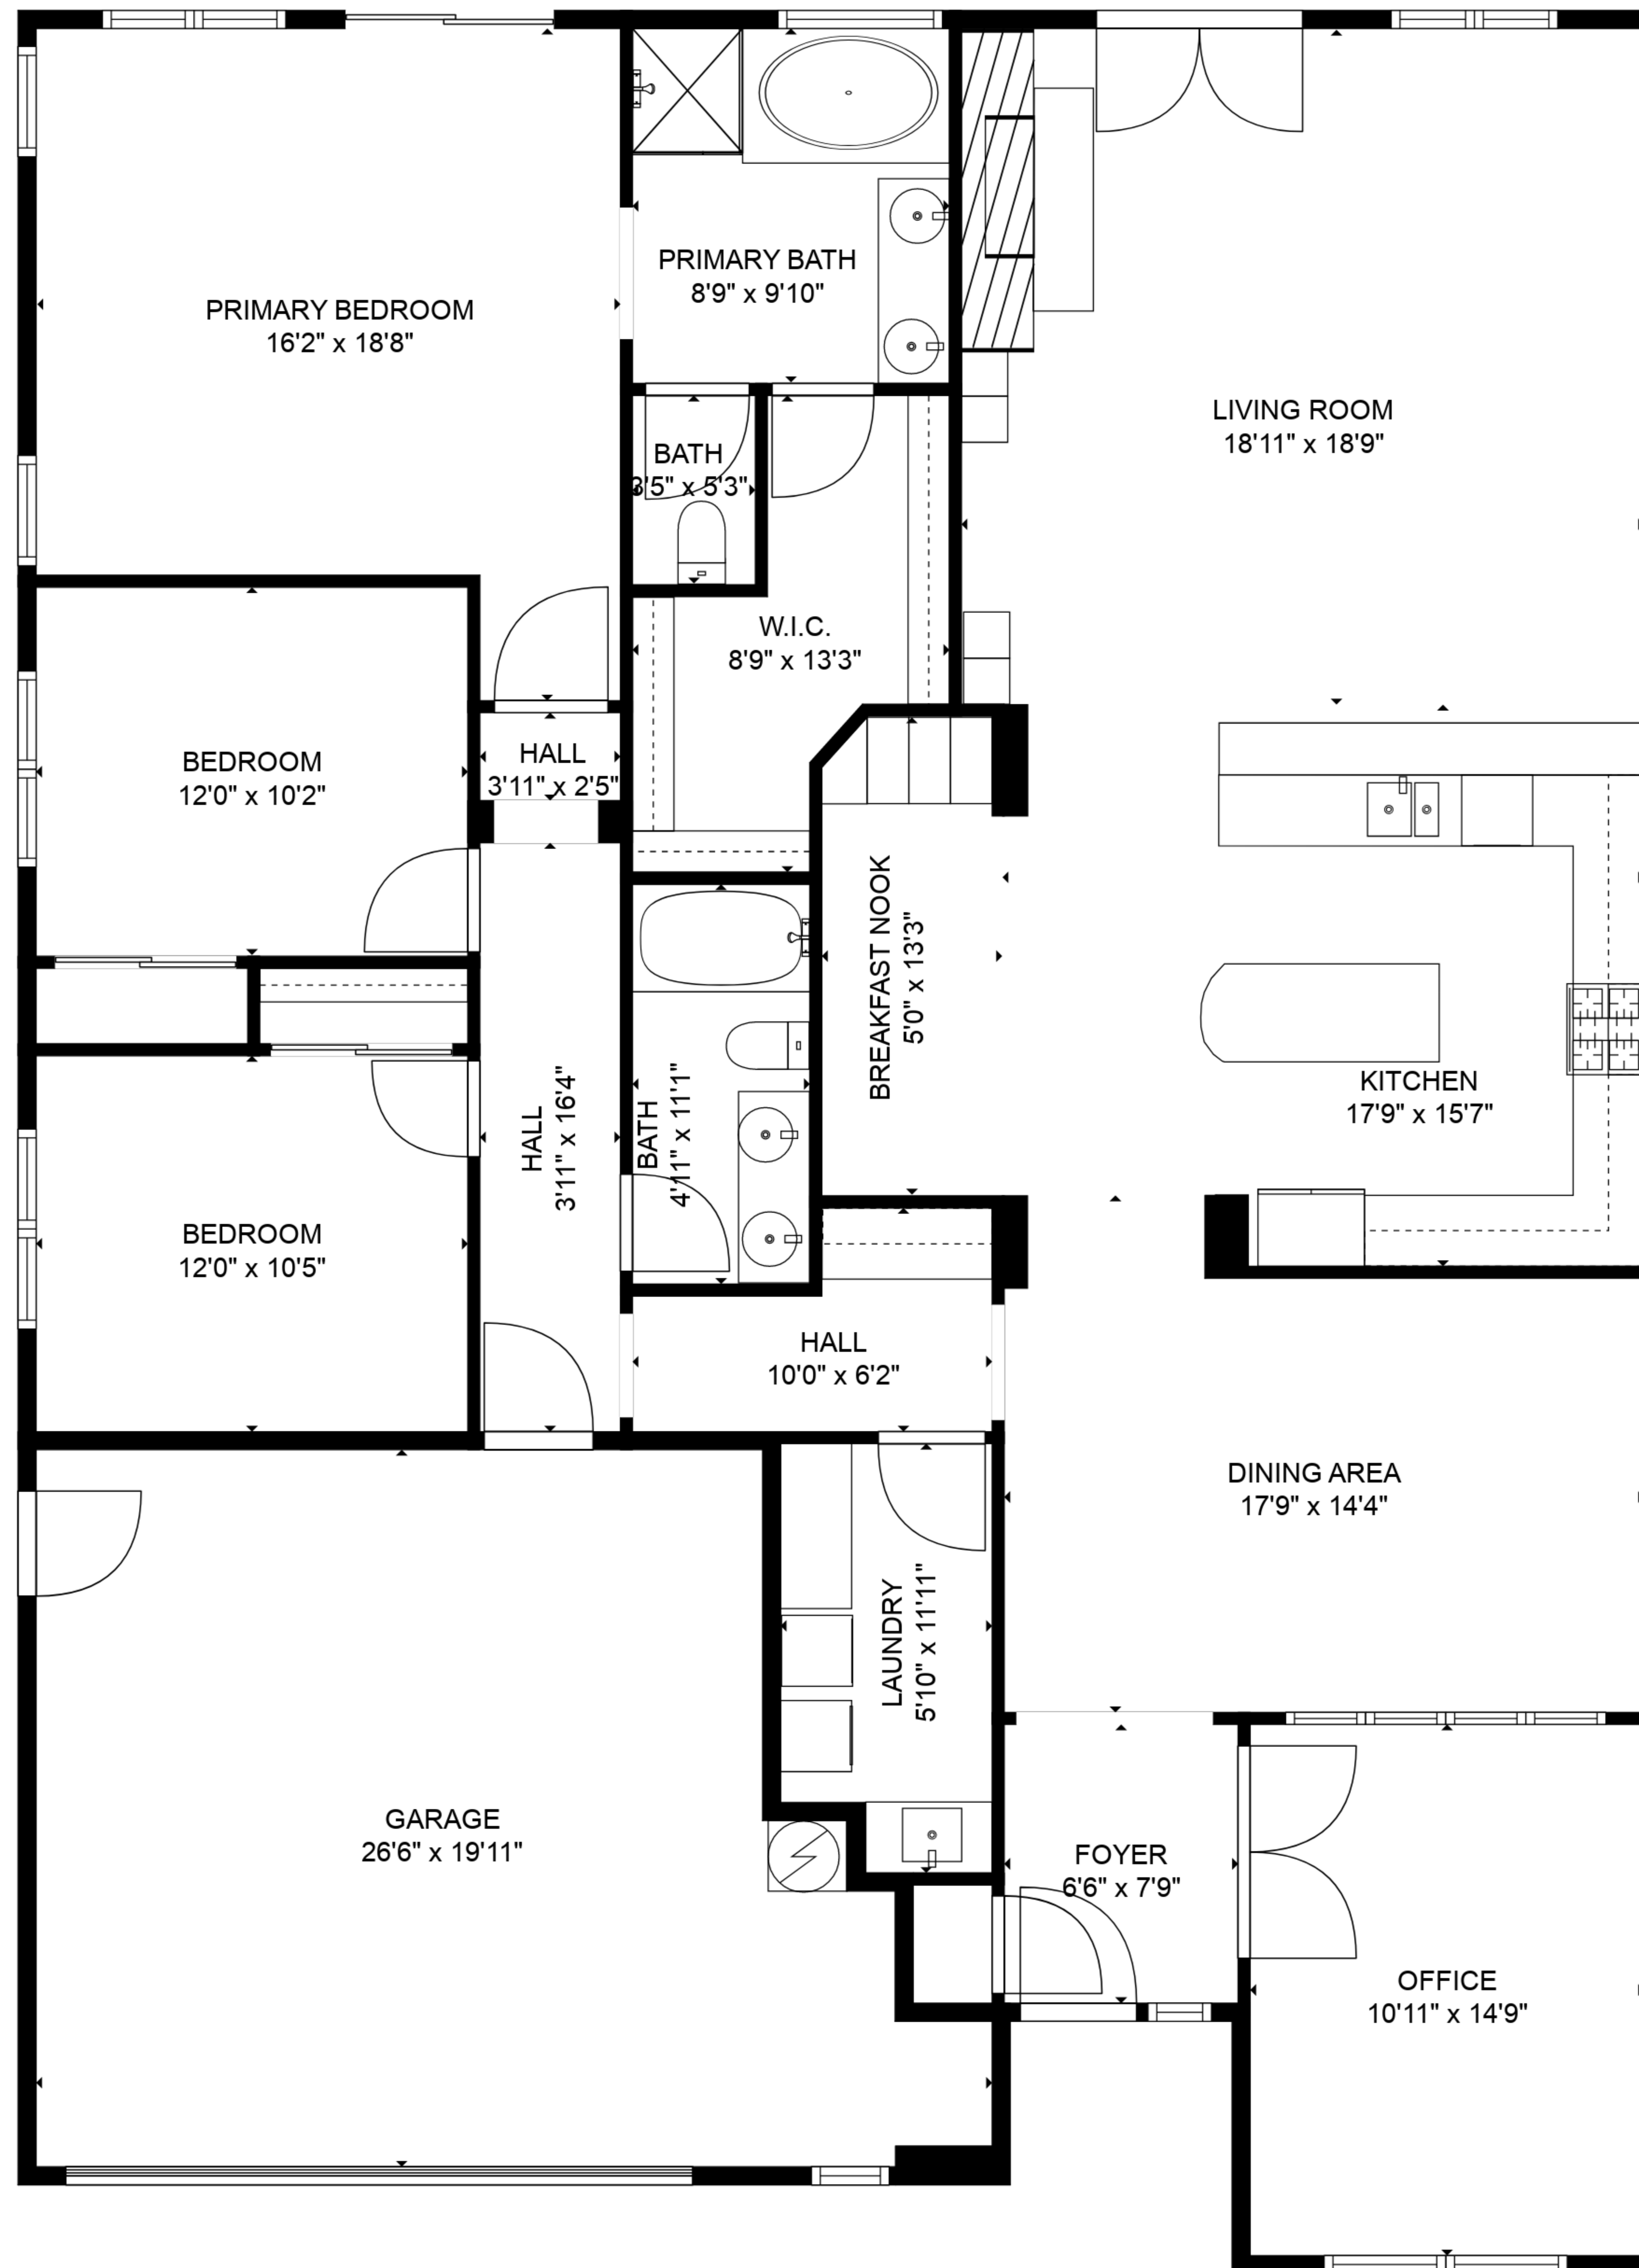 PRIMARY BATH
8'9" x 9'10"
PRIMARY BEDROOM
16'2" x 18'8"
LIVING ROOM
18'11" x 18'9"
BATH
3'5" x 5'3"
W.I.C.
8'9" x 13'3"
HALL
3'11" x 2'5"
BEDROOM
12'0" x 10'2"
BREAKFAST NOOK
5'0" x 13'3"
KITCHEN
17'9" x 15'7"
HALL
3'11" x 16'4"
BATH
4'11" x 11'1"
BEDROOM
12'0" x 10'5"
HALL
10'0" x 6'2"
DINING AREA
17'9" x 14'4"
LAUNDRY
5'10" x 11'11"
GARAGE
26'6" x 19'11"
FOYER
6'6" x 7'9"
OFFICE
10'11" x 14'9"